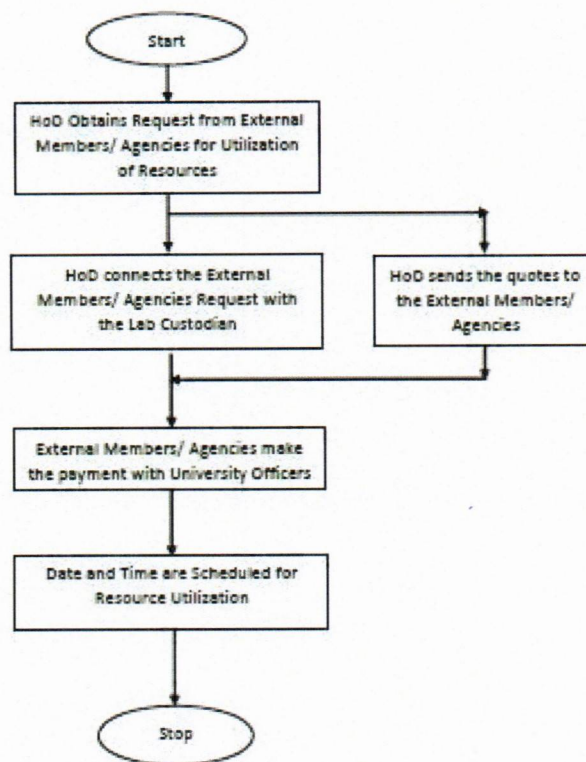 Start
HoD Obtains Request from External
Members/ Agencies for Utilization
of Resources
HoD connects the External
Members/ Agencies Request with
the Lab Custodian
HoD sends the quotes to
the External Members/
Agencies
External Members/ Agencies make
the payment with University Officers
Date and Time are Scheduled for
Resource Utilization
Stop